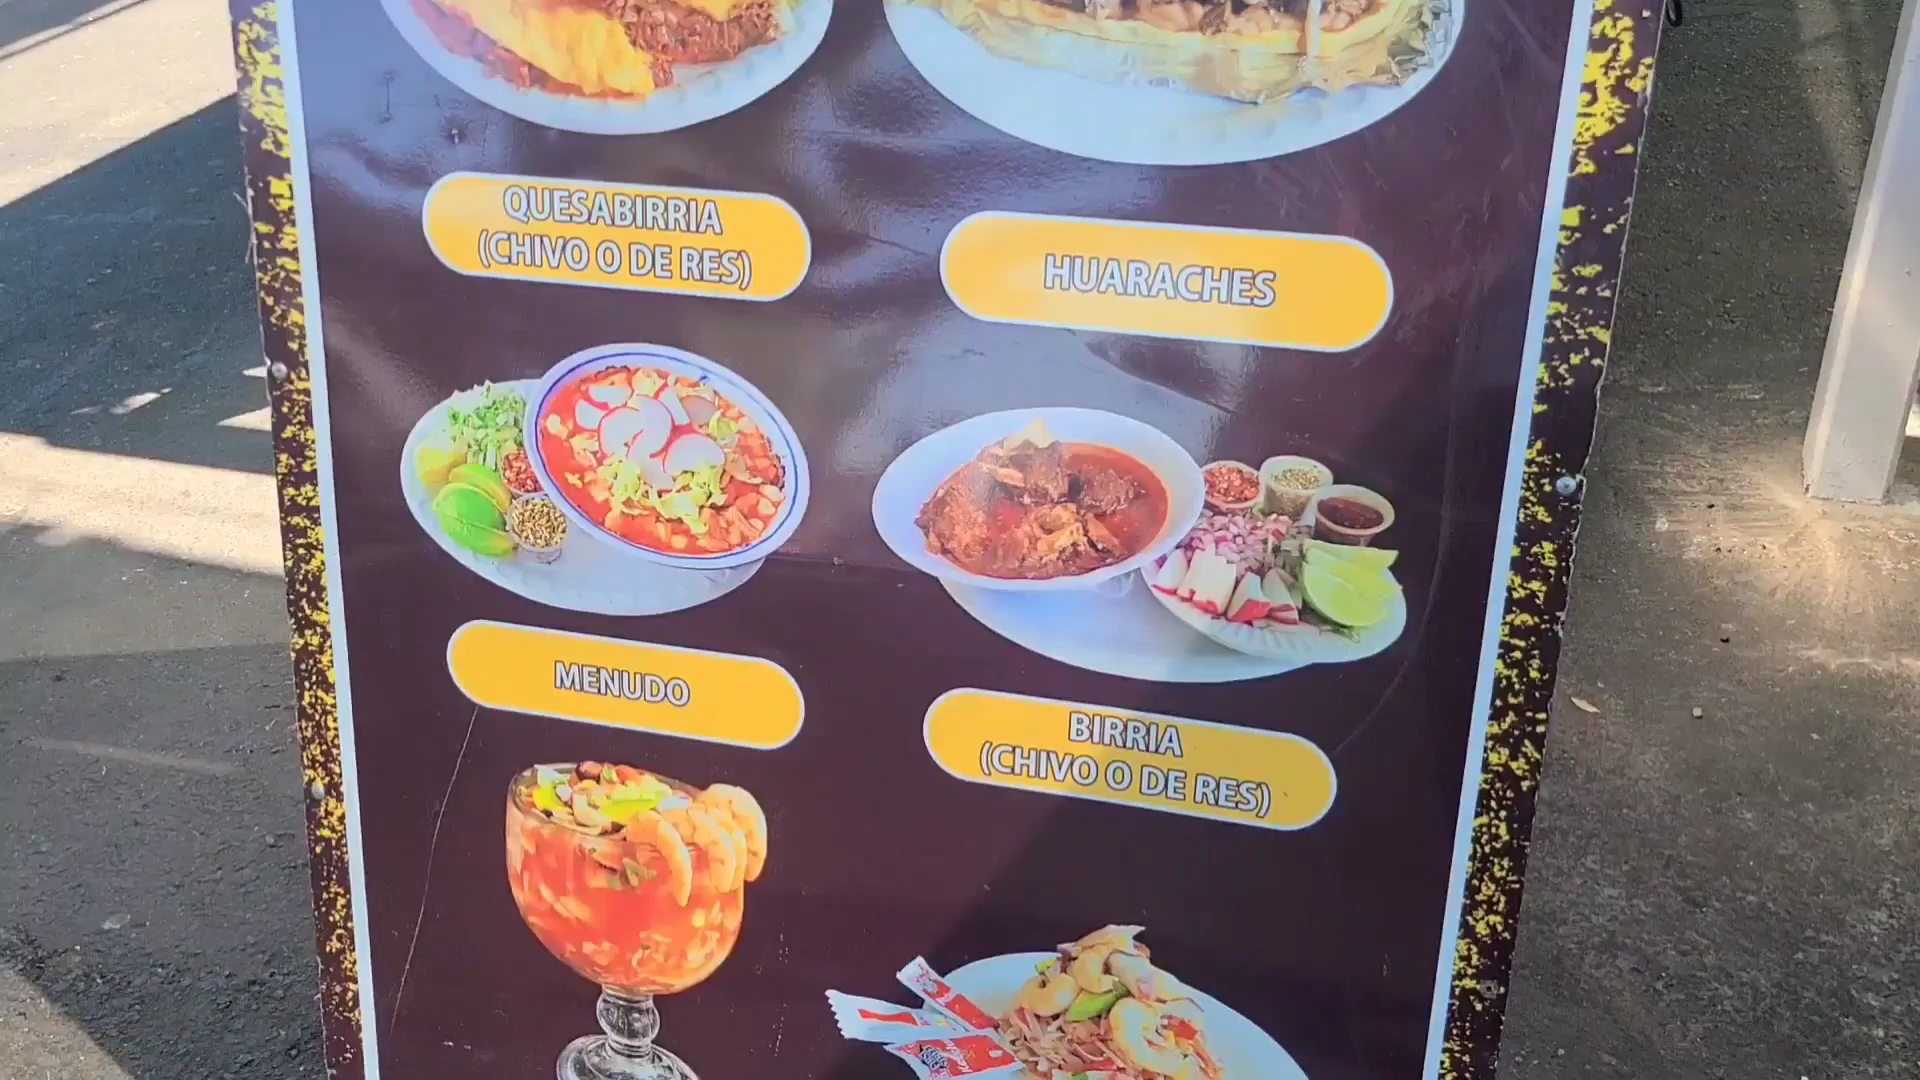 QUESABIRRIA
(CHIVO O DE RES)
HUARACHES
MENUDO
BIRRIA
(CHIVO O DE RES)